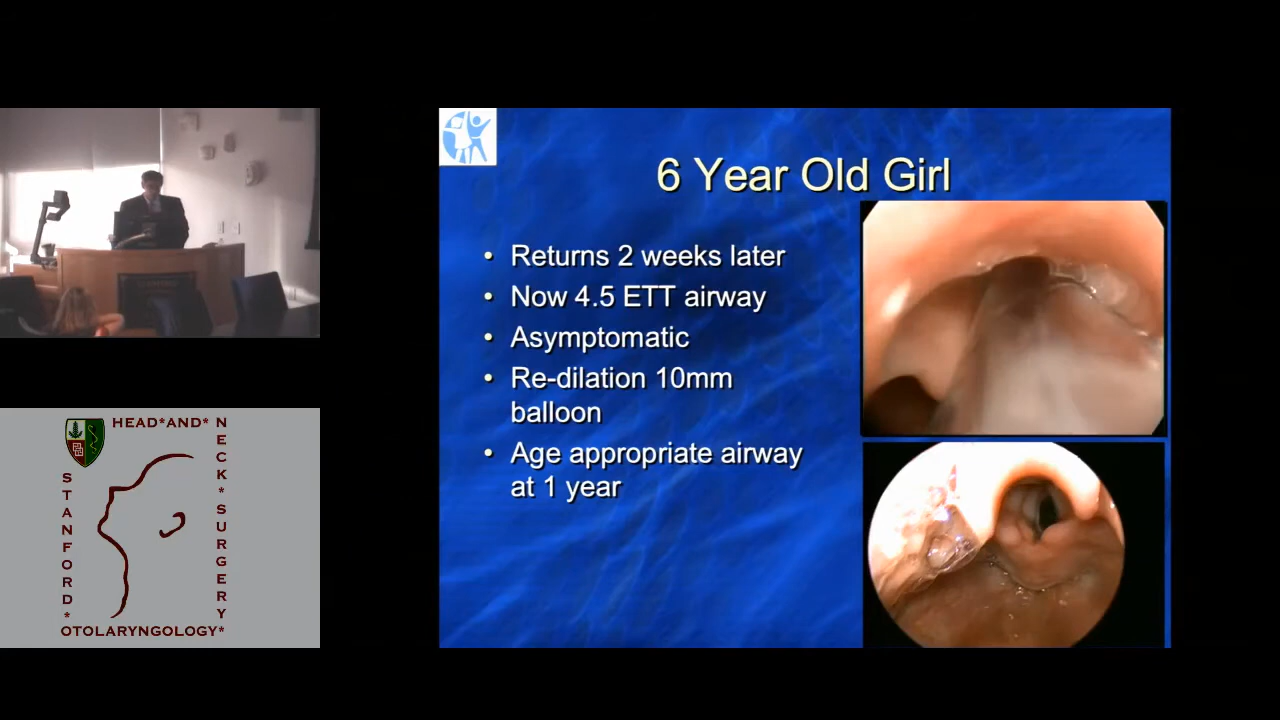 6 Year Old Girl
• Returns 2 weeks later
• Now 4.5 ETT airway
• Asymptomatic
• Re-dilation 10mm
balloon
• Age appropriate airway
at 1 year
HEAD*AND*
NECK*SURGERY*
STANFORD*
OTOLARYNGOLOGY*